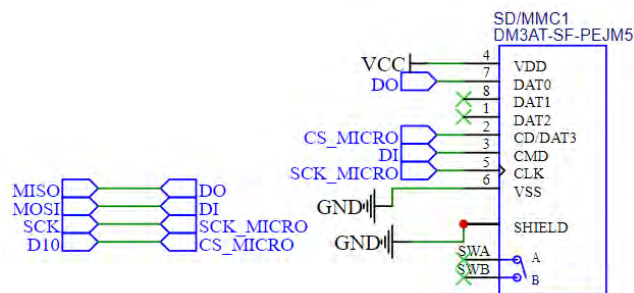 SD/MMC1
DM3AT-SF-PEJM5
VCC 4 VDD
DO 7 DAT0
8 DAT1
1 DAT2
CS_MICRO 2 CD/DAT3
DI 3 CMD
SCK_MICRO 5 CLK
6 VSS
GND
SHIELD
GND
SWA A
SWB B
MISO DO
MOSI DI
SCK SCK_MICRO
D10 CS_MICRO